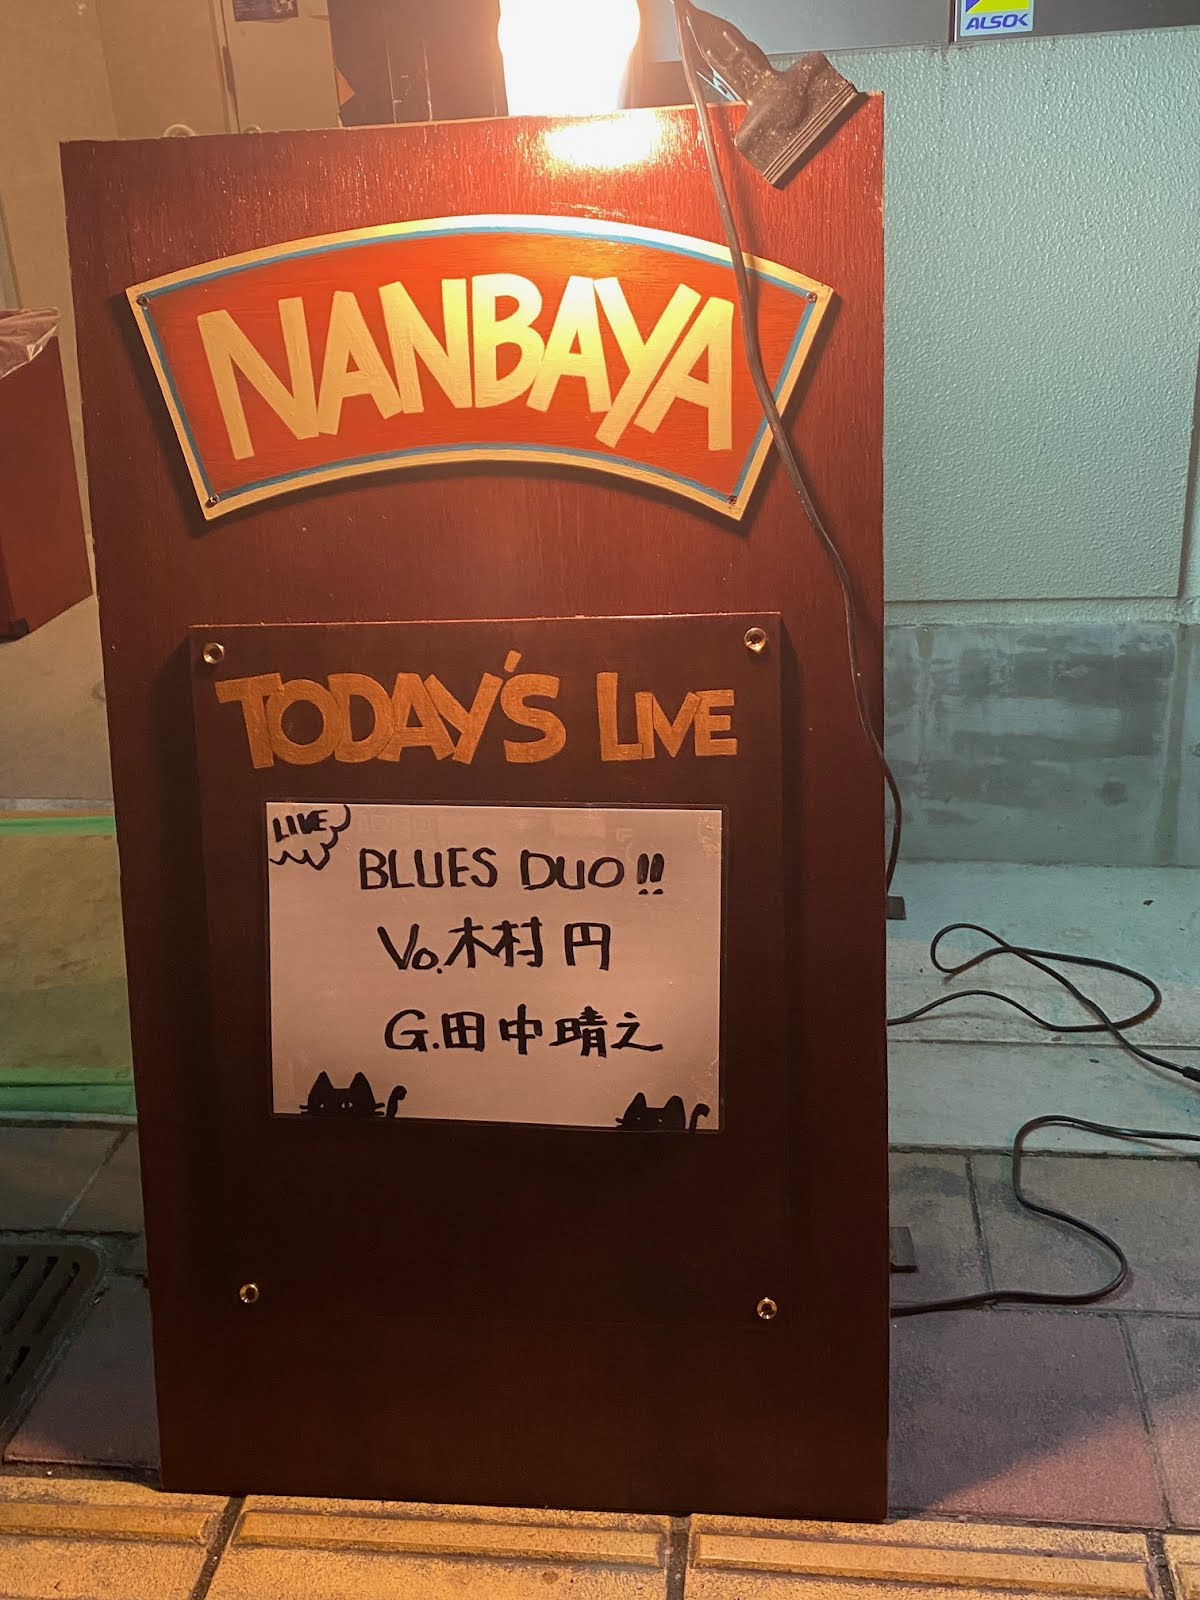 ALSOK
NANBAYA
TODAY'S LIVE
LIVE
BLUES DUO!!
Vo.木村 円
G.田中晴之